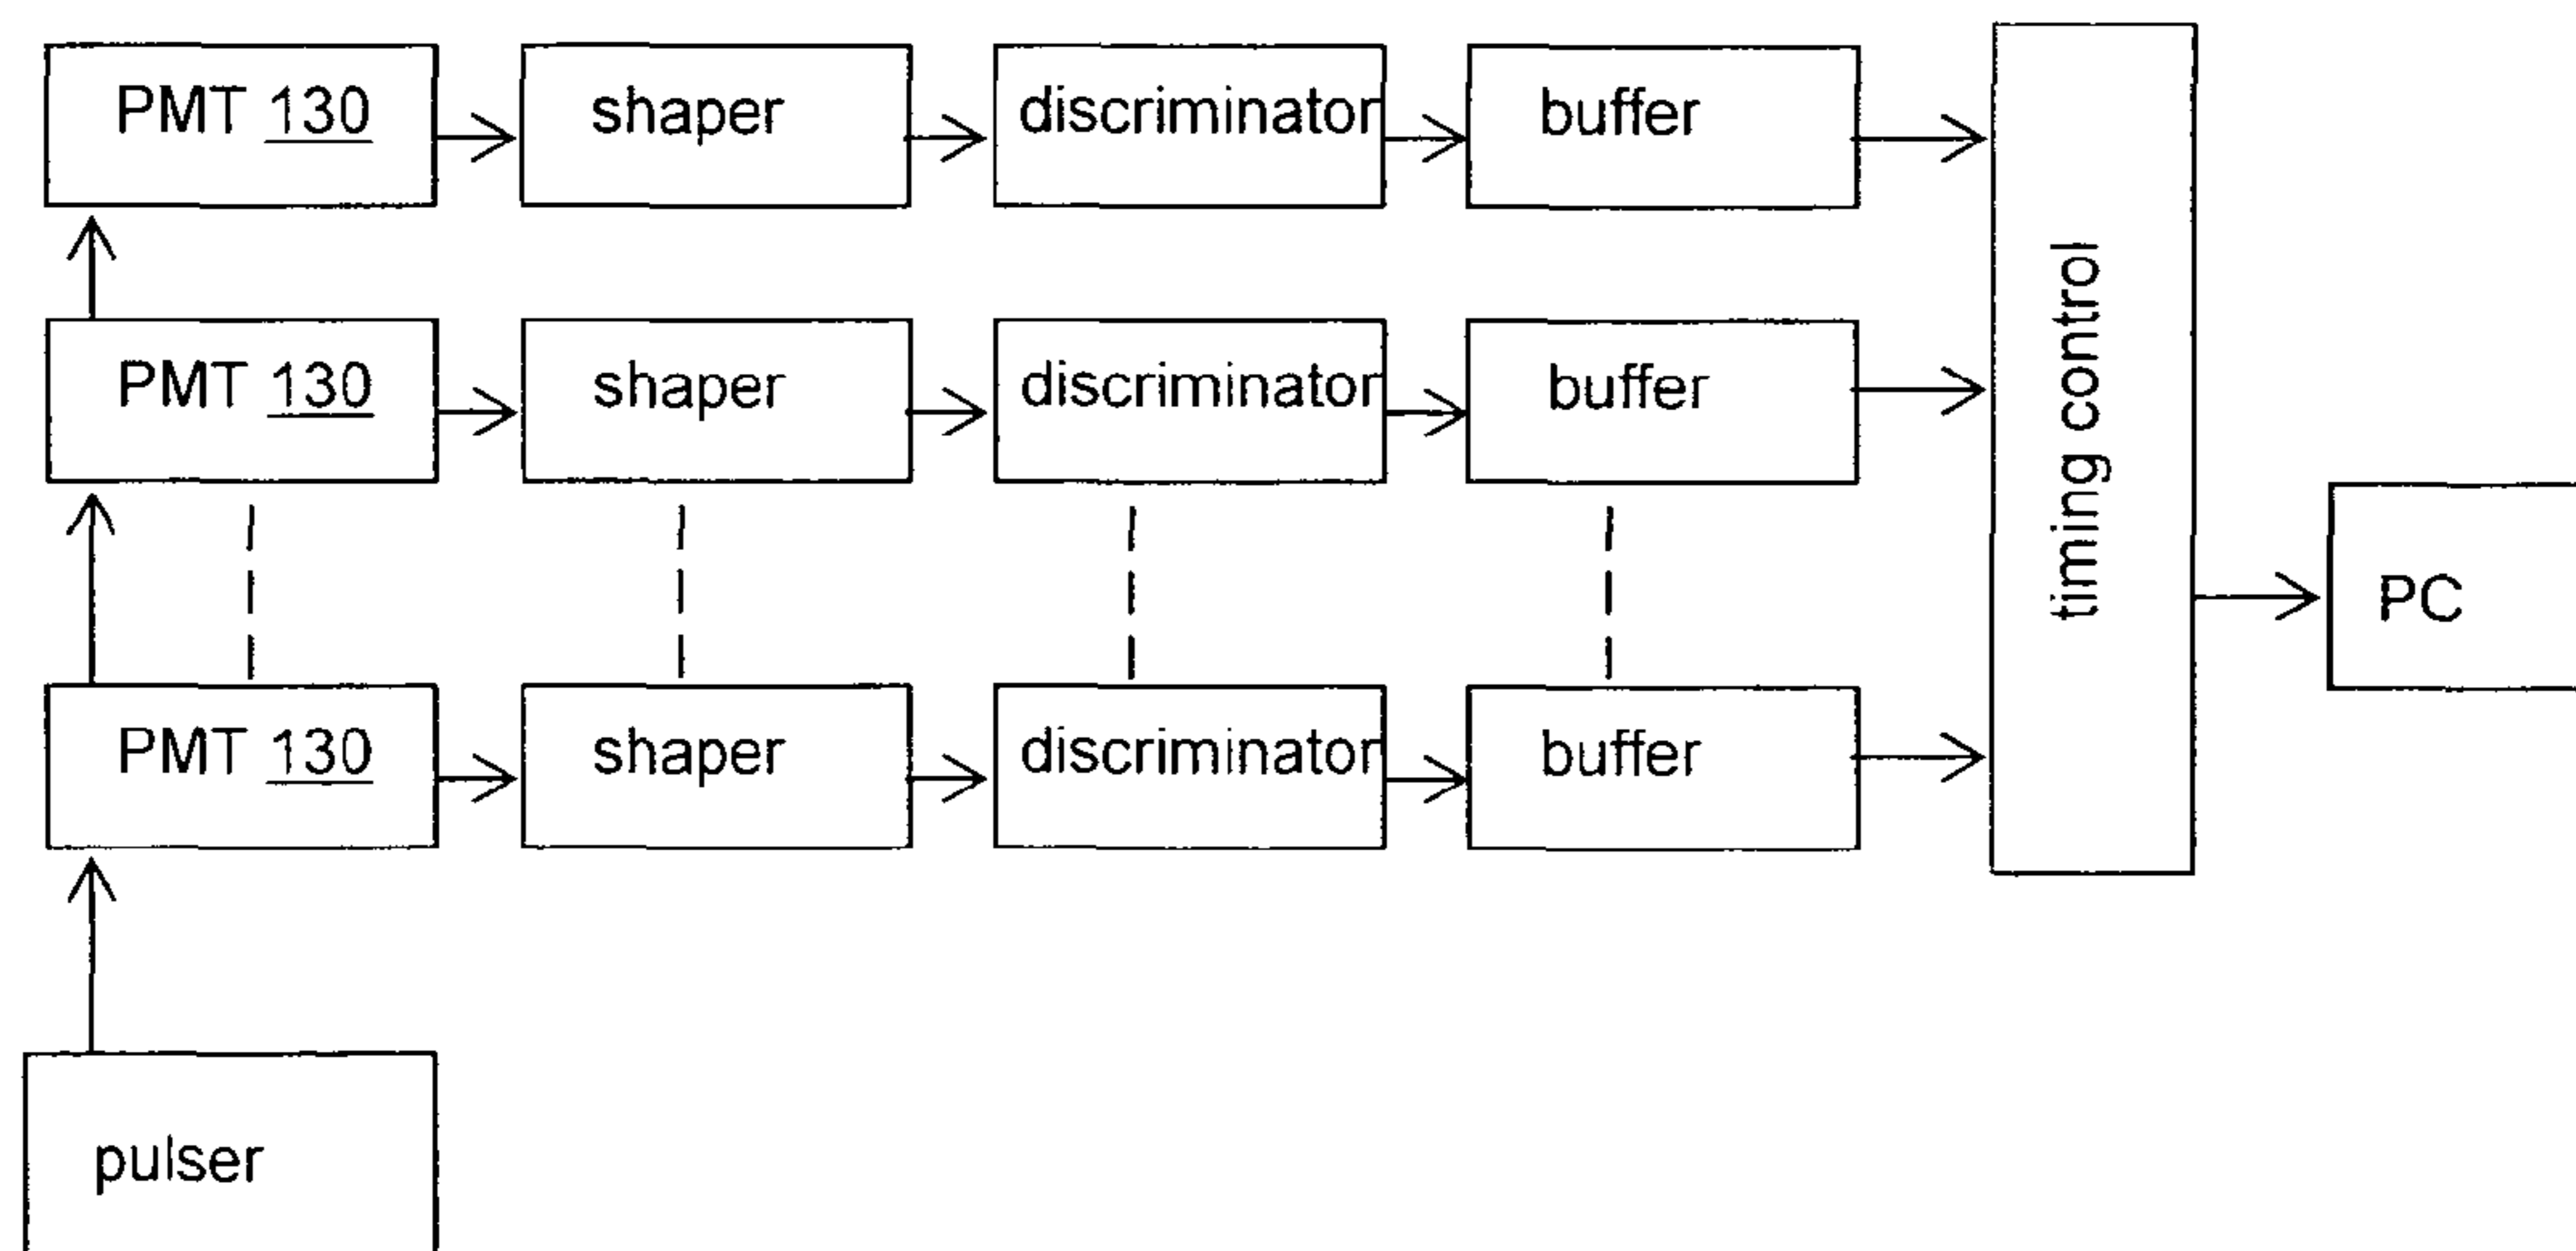 PMT 130
shaper
discriminator
buffer
timing control
PMT 130
shaper
discriminator
buffer
PMT 130
shaper
discriminator
buffer
PC
pulser